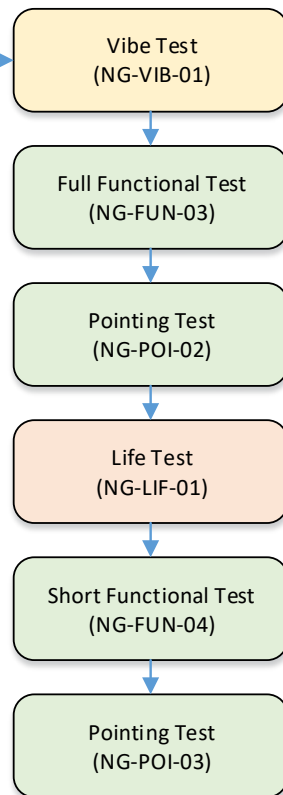 Vibe Test
(NG-VIB-01)
Full Functional Test
(NG-FUN-03)
Pointing Test
(NG-POI-02)
Life Test
(NG-LIF-01)
Short Functional Test
(NG-FUN-04)
Pointing Test
(NG-POI-03)